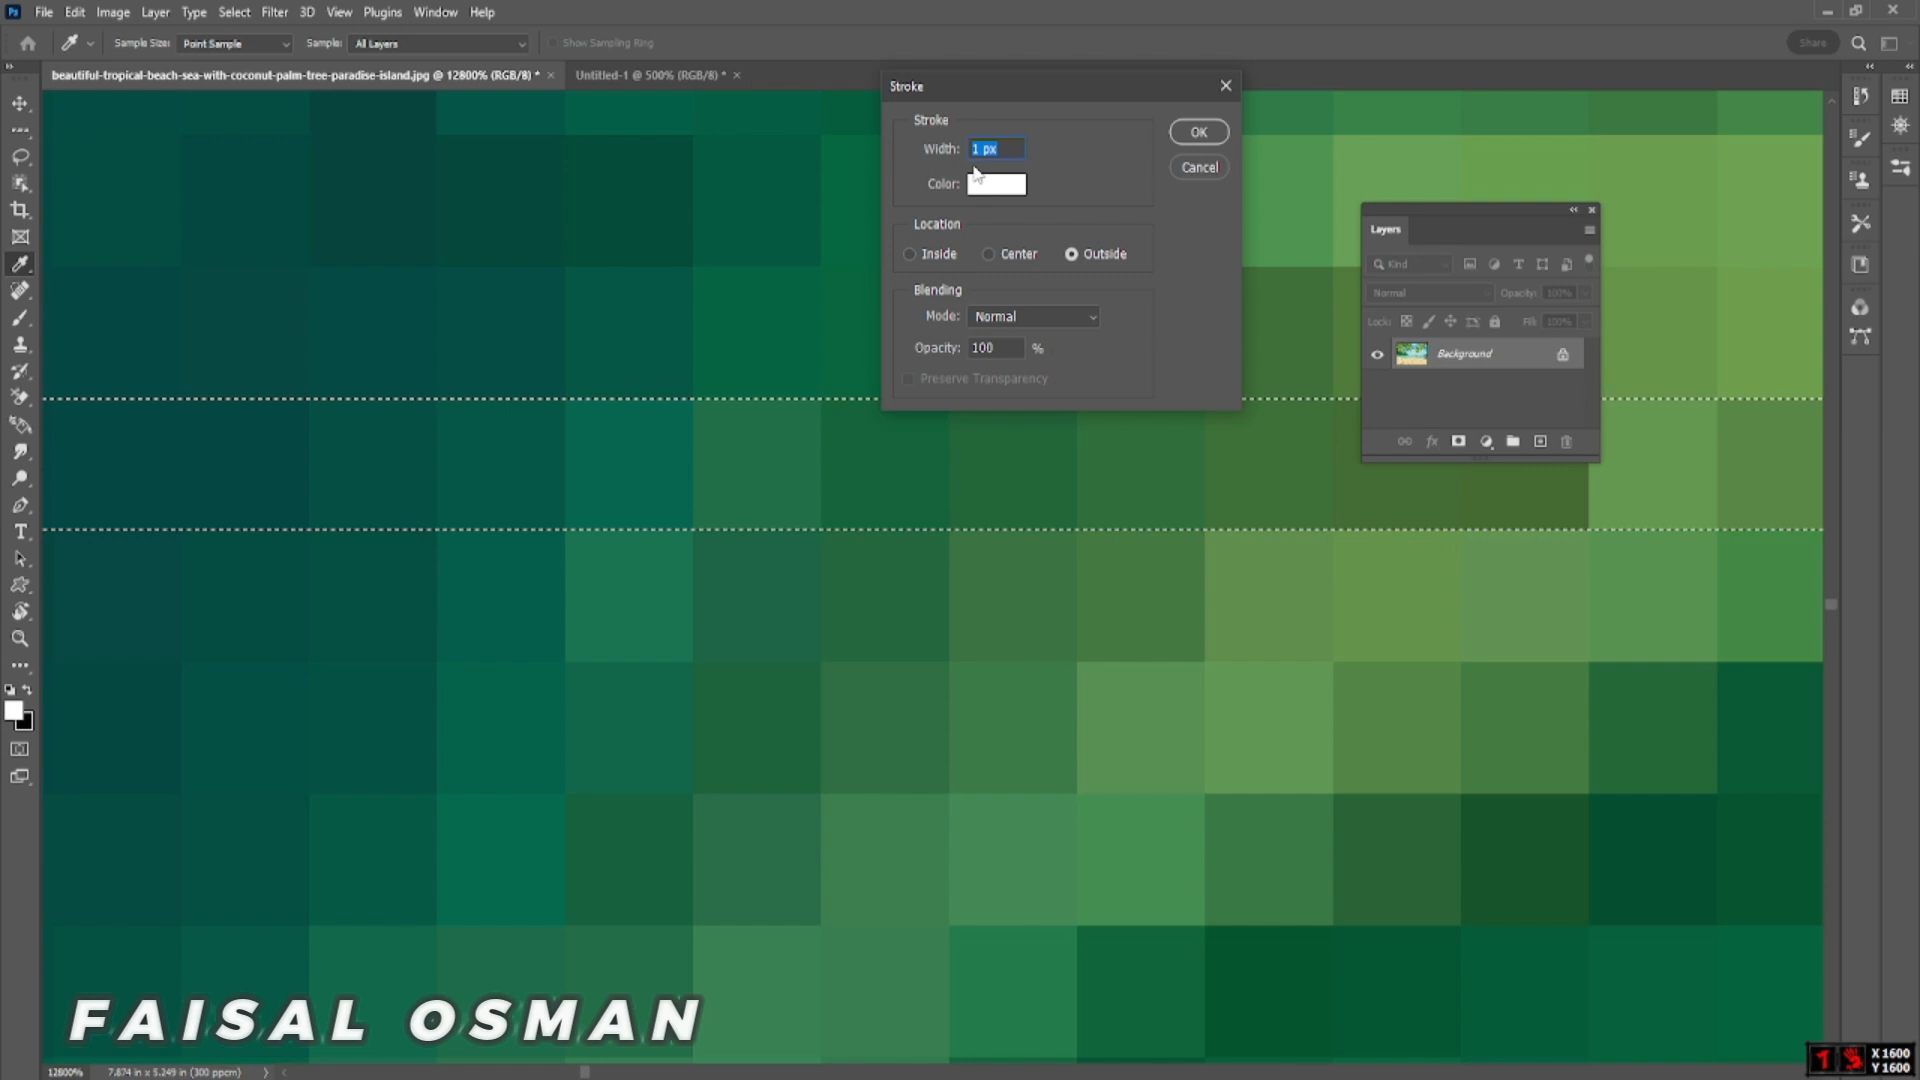 Ps File Edit Image Layer Type Select Filter 3D View Plugins Window Help
Sample Size: Point Sample Sample: All Layers Show Sampling Ring Share
beautiful-tropical-beach-sea-with-coconut-palm-tree-paradise-island.jpg @ 12800% (RGB/8) * Untitled-1 @ 500% (RGB/8) *
Stroke
Stroke
Width: 1 px
Color:
OK
Cancel
Location
Inside Center Outside
Blending
Mode: Normal
Opacity: 100 %
Preserve Transparency
Layers
Kind
Normal Opacity: 100%
Lock: Fill: 100%
Background
fx
FAISAL OSMAN
12800% 7.874 in x 5.249 in (300 ppcm)
X 1600
Y 1600